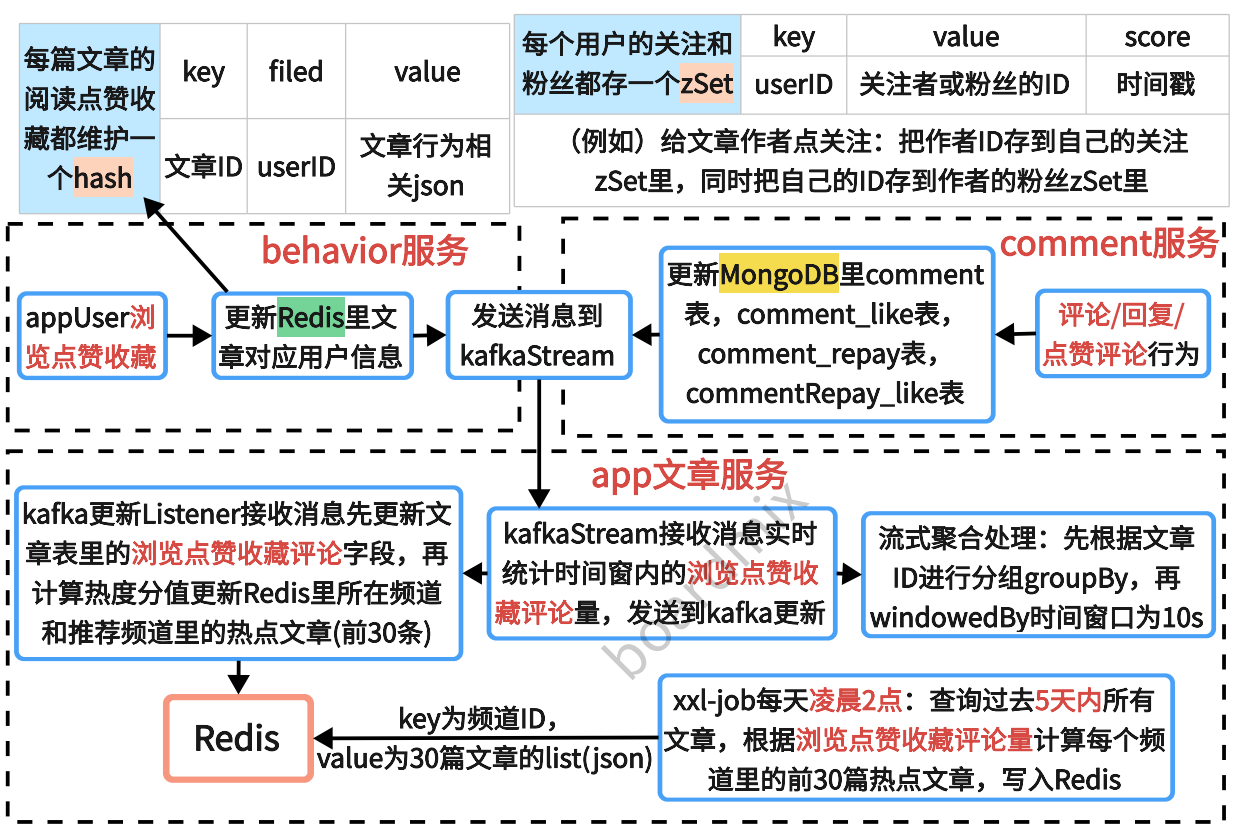 每篇文章的
阅读点赞收
藏都维护一
个hash
key
filed
value
文章ID
userID
文章行为相
关json
每个用户的关注和
粉丝都存一个zSet
key
value
score
userID
关注者或粉丝的ID
时间戳
（例如）给文章作者点关注：把作者ID存到自己的关注
zSet里，同时把自己的ID存到作者的粉丝zSet里
behavior服务
appUser浏
览点赞收藏
更新Redis里文
章对应用户信息
发送消息到
kafkaStream
comment服务
更新MongoDB里comment
表，comment_like表，
comment_repay表，
commentRepay_like表
评论/回复/
点赞评论行为
app文章服务
kafka更新Listener接收消息先更新文
章表里的浏览点赞收藏评论字段，再
计算热度分值更新Redis里所在频道
和推荐频道里的热点文章(前30条)
kafkaStream接收消息实时
统计时间窗内的浏览点赞收
藏评论量，发送到kafka更新
流式聚合处理：先根据文章
ID进行分组groupBy，再
windowedBy时间窗口为10s
Redis
key为频道ID，
value为30篇文章的list(json)
xxl-job每天凌晨2点：查询过去5天内所有
文章，根据浏览点赞收藏评论量计算每个频
道里的前30篇热点文章，写入Redis
boardmix